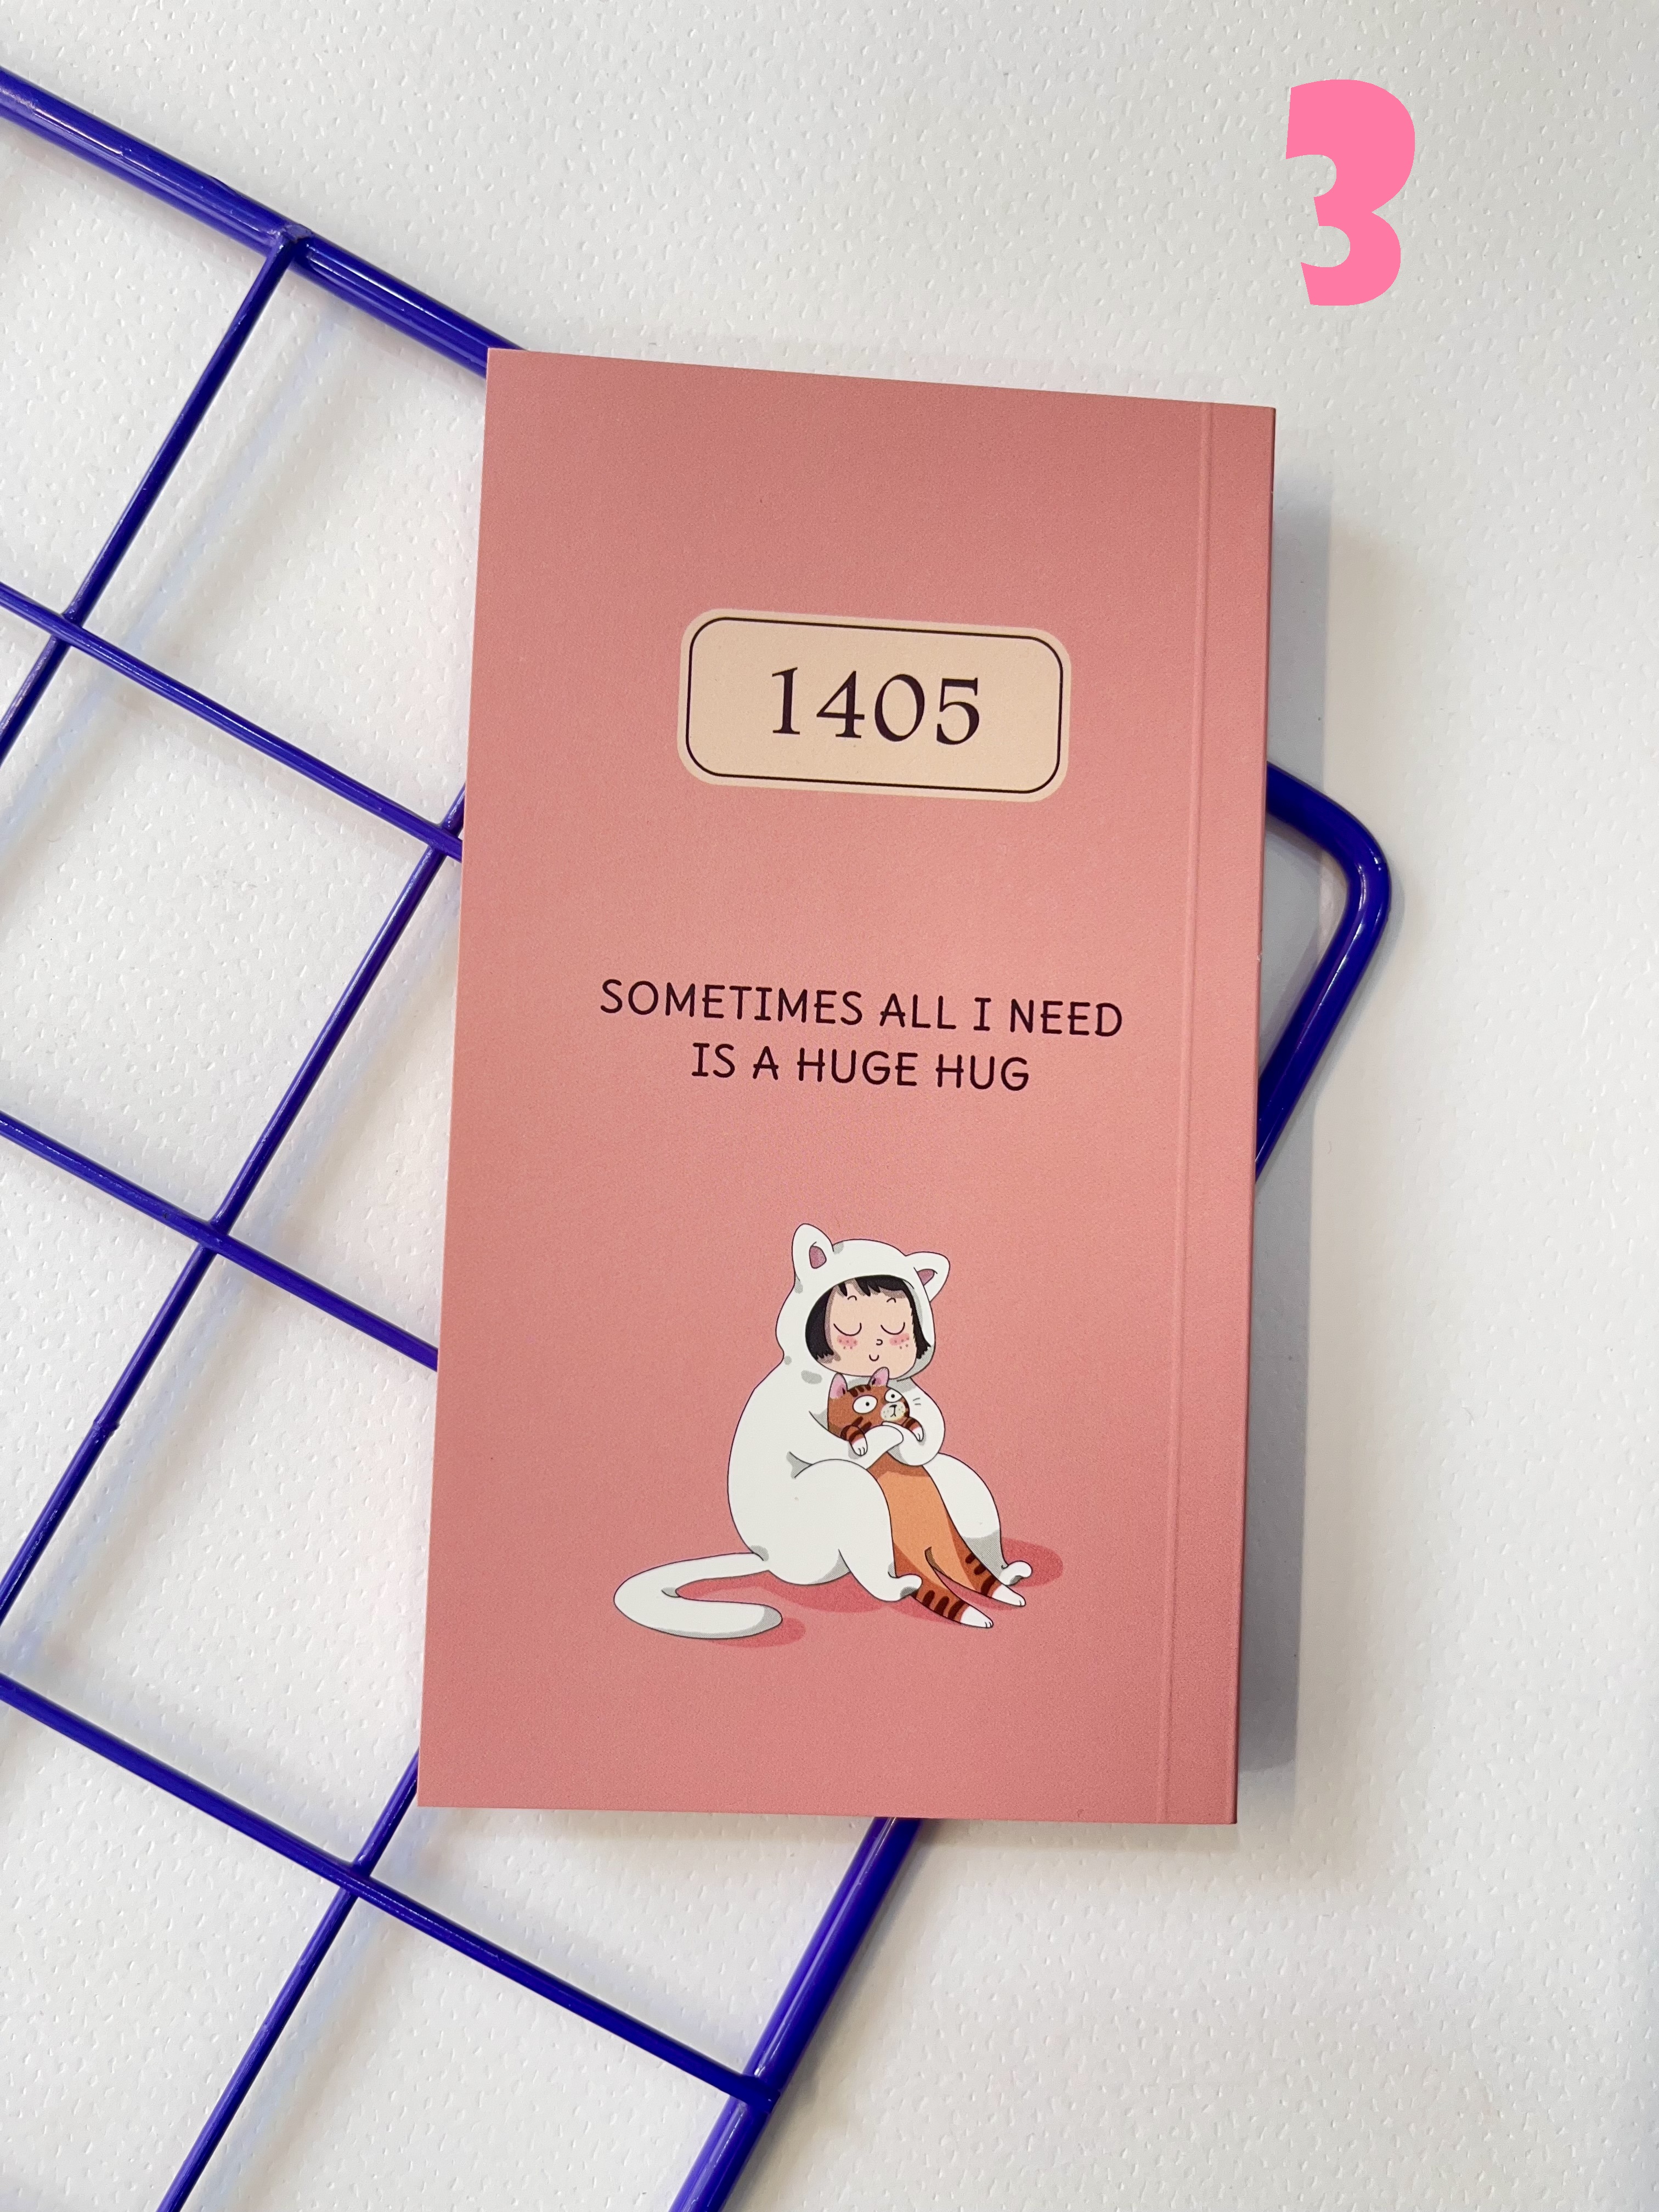 3
1405
SOMETIMES ALL I NEED
IS A HUGE HUG